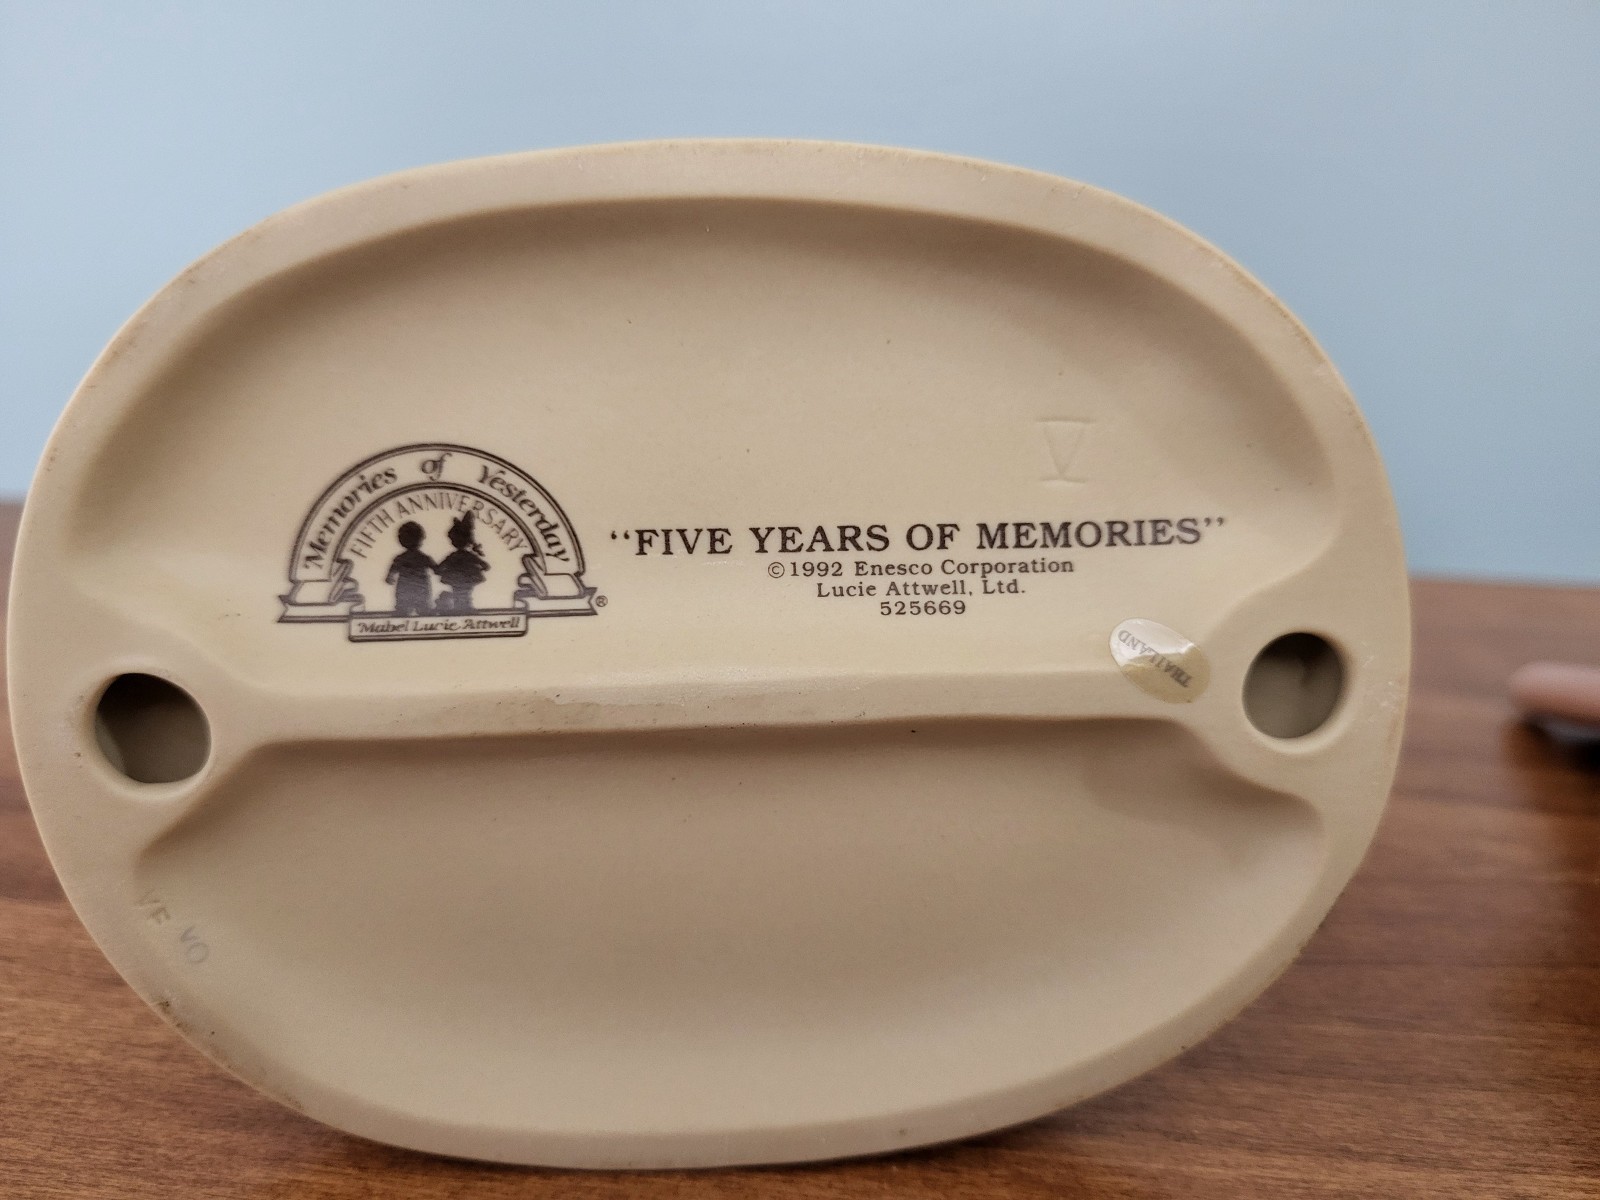 Memories of Yesterday
FIFTH ANNIVERSARY
®
Mabel Lucie Attwell
"FIVE YEARS OF MEMORIES"
©1992 Enesco Corporation
Lucie Attwell, Ltd.
525669
THAILAND
V